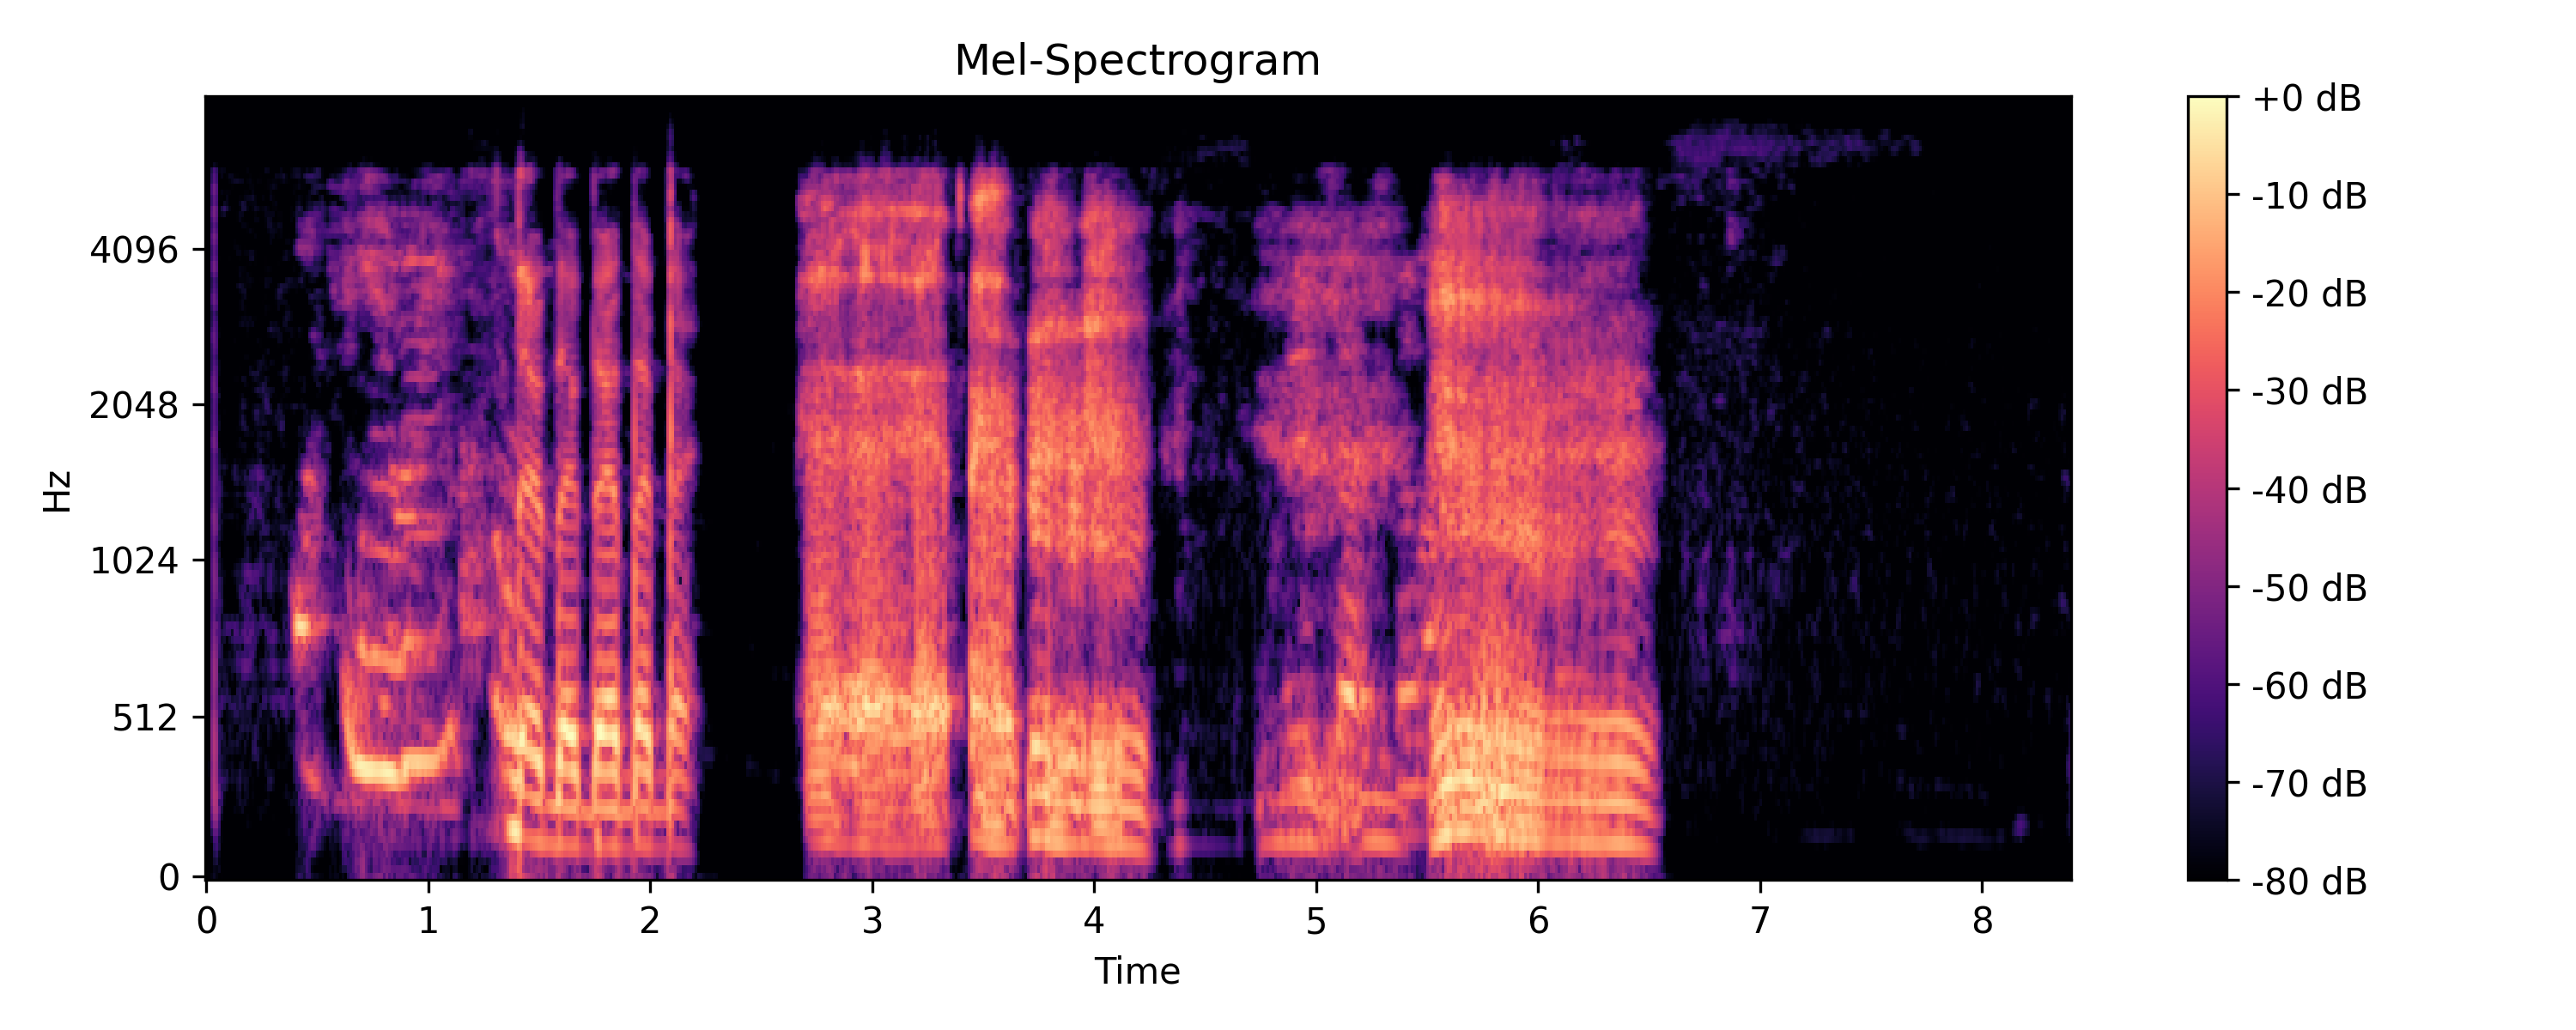 Mel-Spectrogram
+0 dB
-10 dB
-20 dB
-30 dB
-40 dB
-50 dB
-60 dB
-70 dB
-80 dB
Hz
4096
2048
1024
512
0
0 1 2 3 4 5 6 7 8
Time